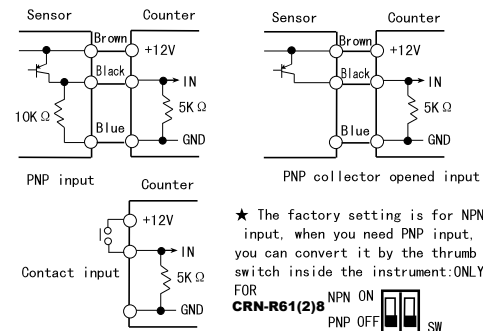 Sensor
Counter
Brown
+12V
Black
IN
10KΩ
5KΩ
Blue
GND
PNP input
Sensor
Counter
Brown
+12V
Black
IN
5KΩ
Blue
GND
PNP collector opened input
Counter
+12V
IN
Contact input
5KΩ
GND
★ The factory setting is for NPN
input, when you need PNP input,
you can convert it by the thrumb
switch inside the instrument:ONLY
FOR
CRN-R61(2)8
NPN ON
PNP OFF
SW